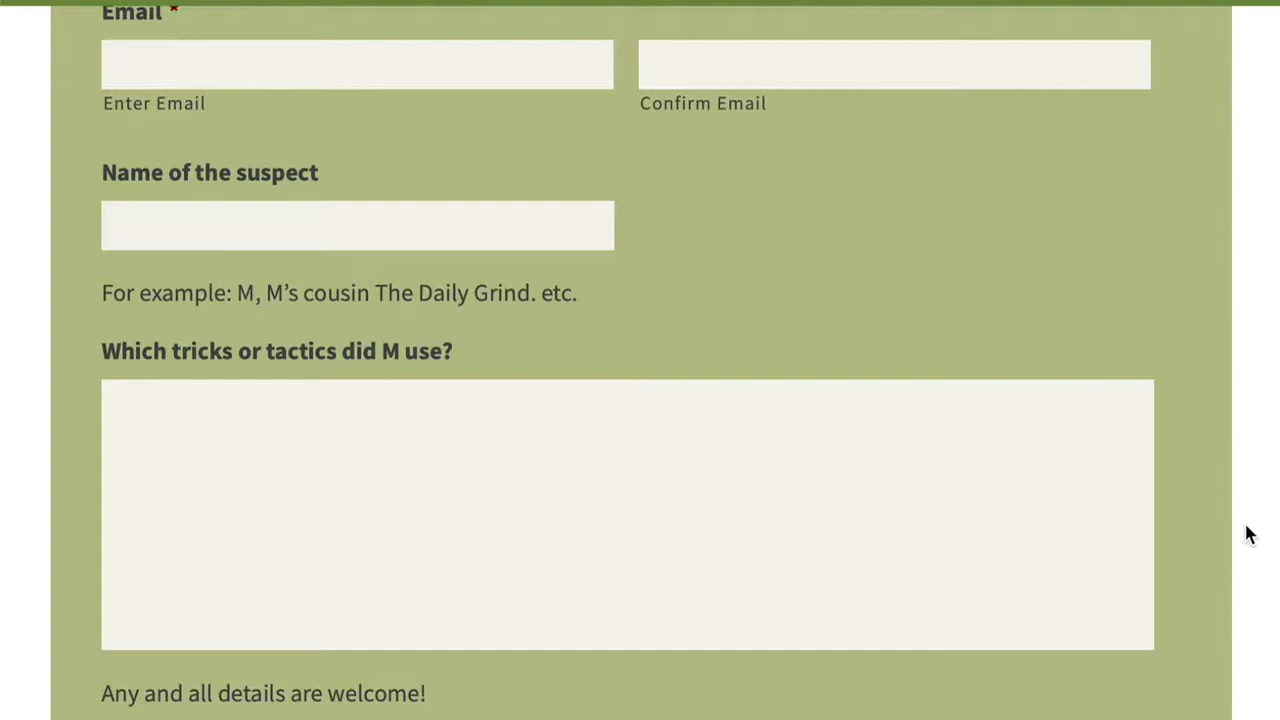 Email *
Enter Email
Confirm Email
Name of the suspect
For example: M, M’s cousin The Daily Grind. etc.
Which tricks or tactics did M use?
Any and all details are welcome!